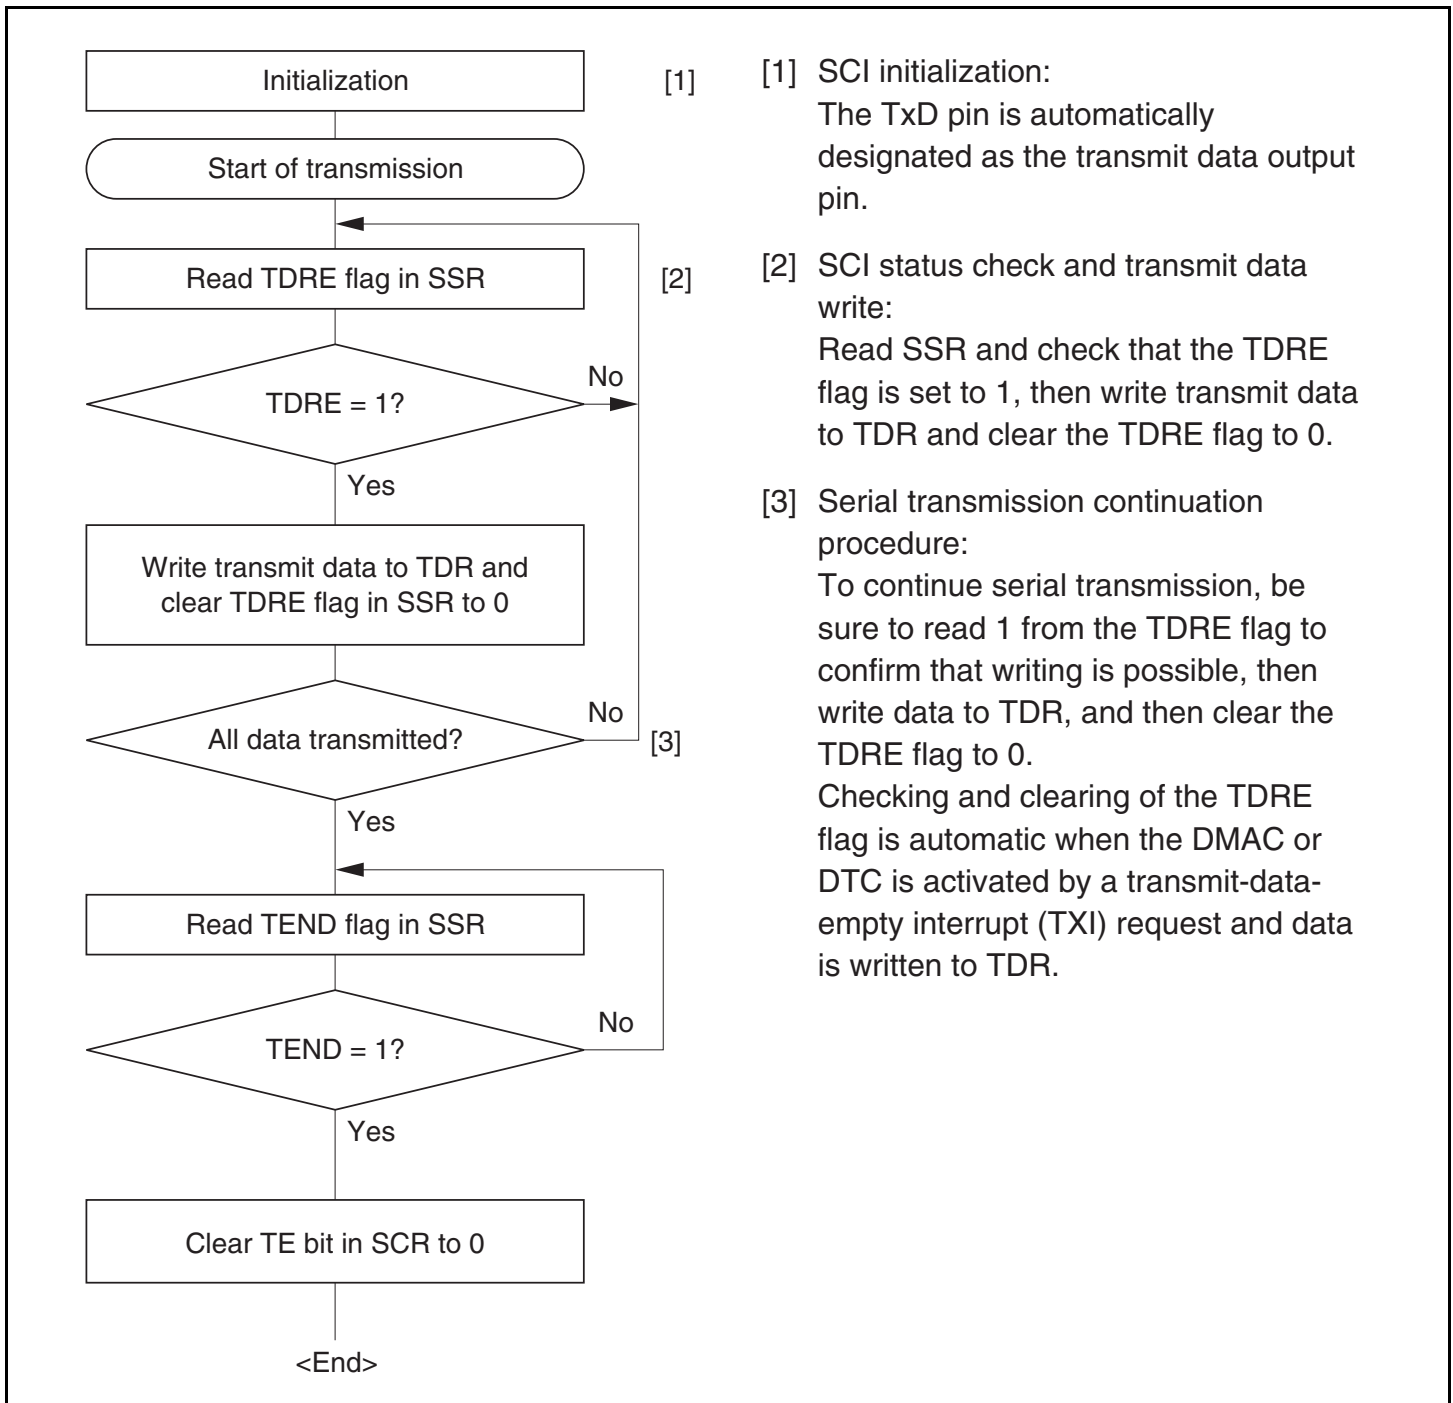 Initialization
[1]
Start of transmission
Read TDRE flag in SSR
[2]
TDRE = 1?
No
Yes
Write transmit data to TDR and
clear TDRE flag in SSR to 0
All data transmitted?
No
[3]
Yes
Read TEND flag in SSR
TEND = 1?
No
Yes
Clear TE bit in SCR to 0
<End>
[1] SCI initialization:
The TxD pin is automatically
designated as the transmit data output
pin.
[2] SCI status check and transmit data
write:
Read SSR and check that the TDRE
flag is set to 1, then write transmit data
to TDR and clear the TDRE flag to 0.
[3] Serial transmission continuation
procedure:
To continue serial transmission, be
sure to read 1 from the TDRE flag to
confirm that writing is possible, then
write data to TDR, and then clear the
TDRE flag to 0.
Checking and clearing of the TDRE
flag is automatic when the DMAC or
DTC is activated by a transmit-data-
empty interrupt (TXI) request and data
is written to TDR.